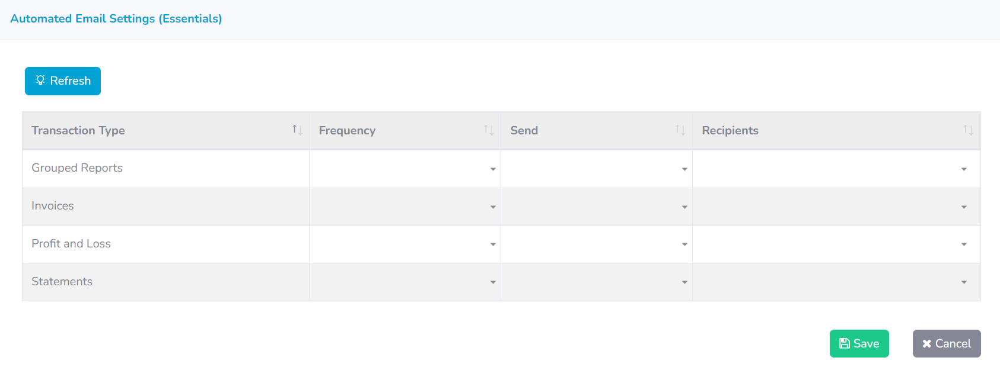 Automated Email Settings (Essentials)
Refresh
Transaction Type Frequency Send Recipients
Grouped Reports
Invoices
Profit and Loss
Statements
Save Cancel